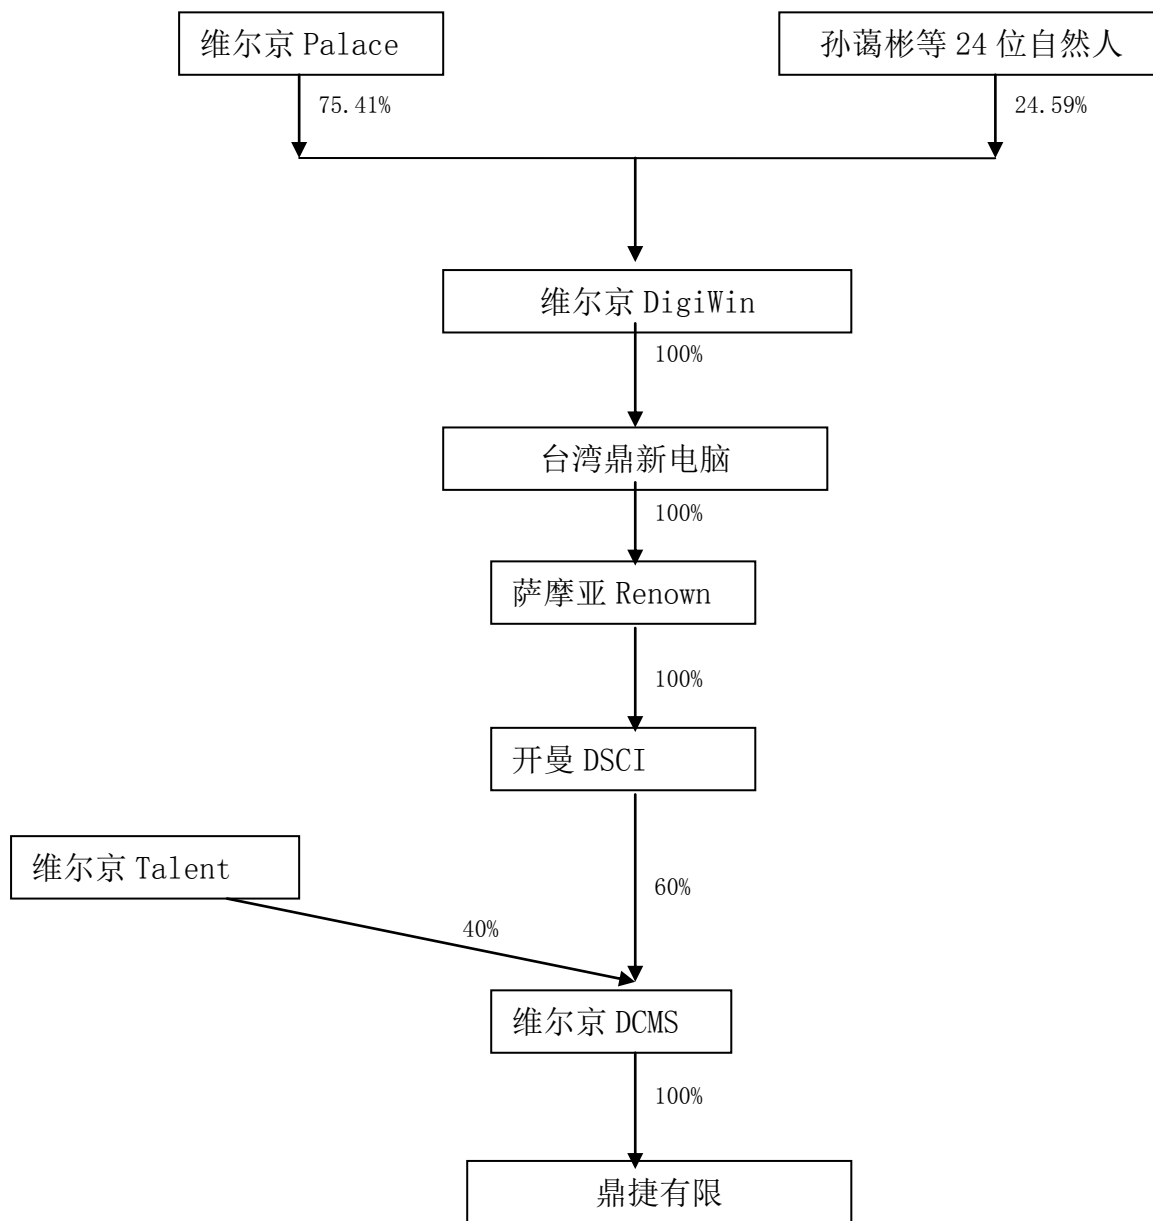 维尔京 Palace
孙蔼彬等 24 位自然人
75.41%
24.59%
维尔京 DigiWin
100%
台湾鼎新电脑
100%
萨摩亚 Renown
100%
开曼 DSCI
维尔京 Talent
60%
40%
维尔京 DCMS
100%
鼎捷有限